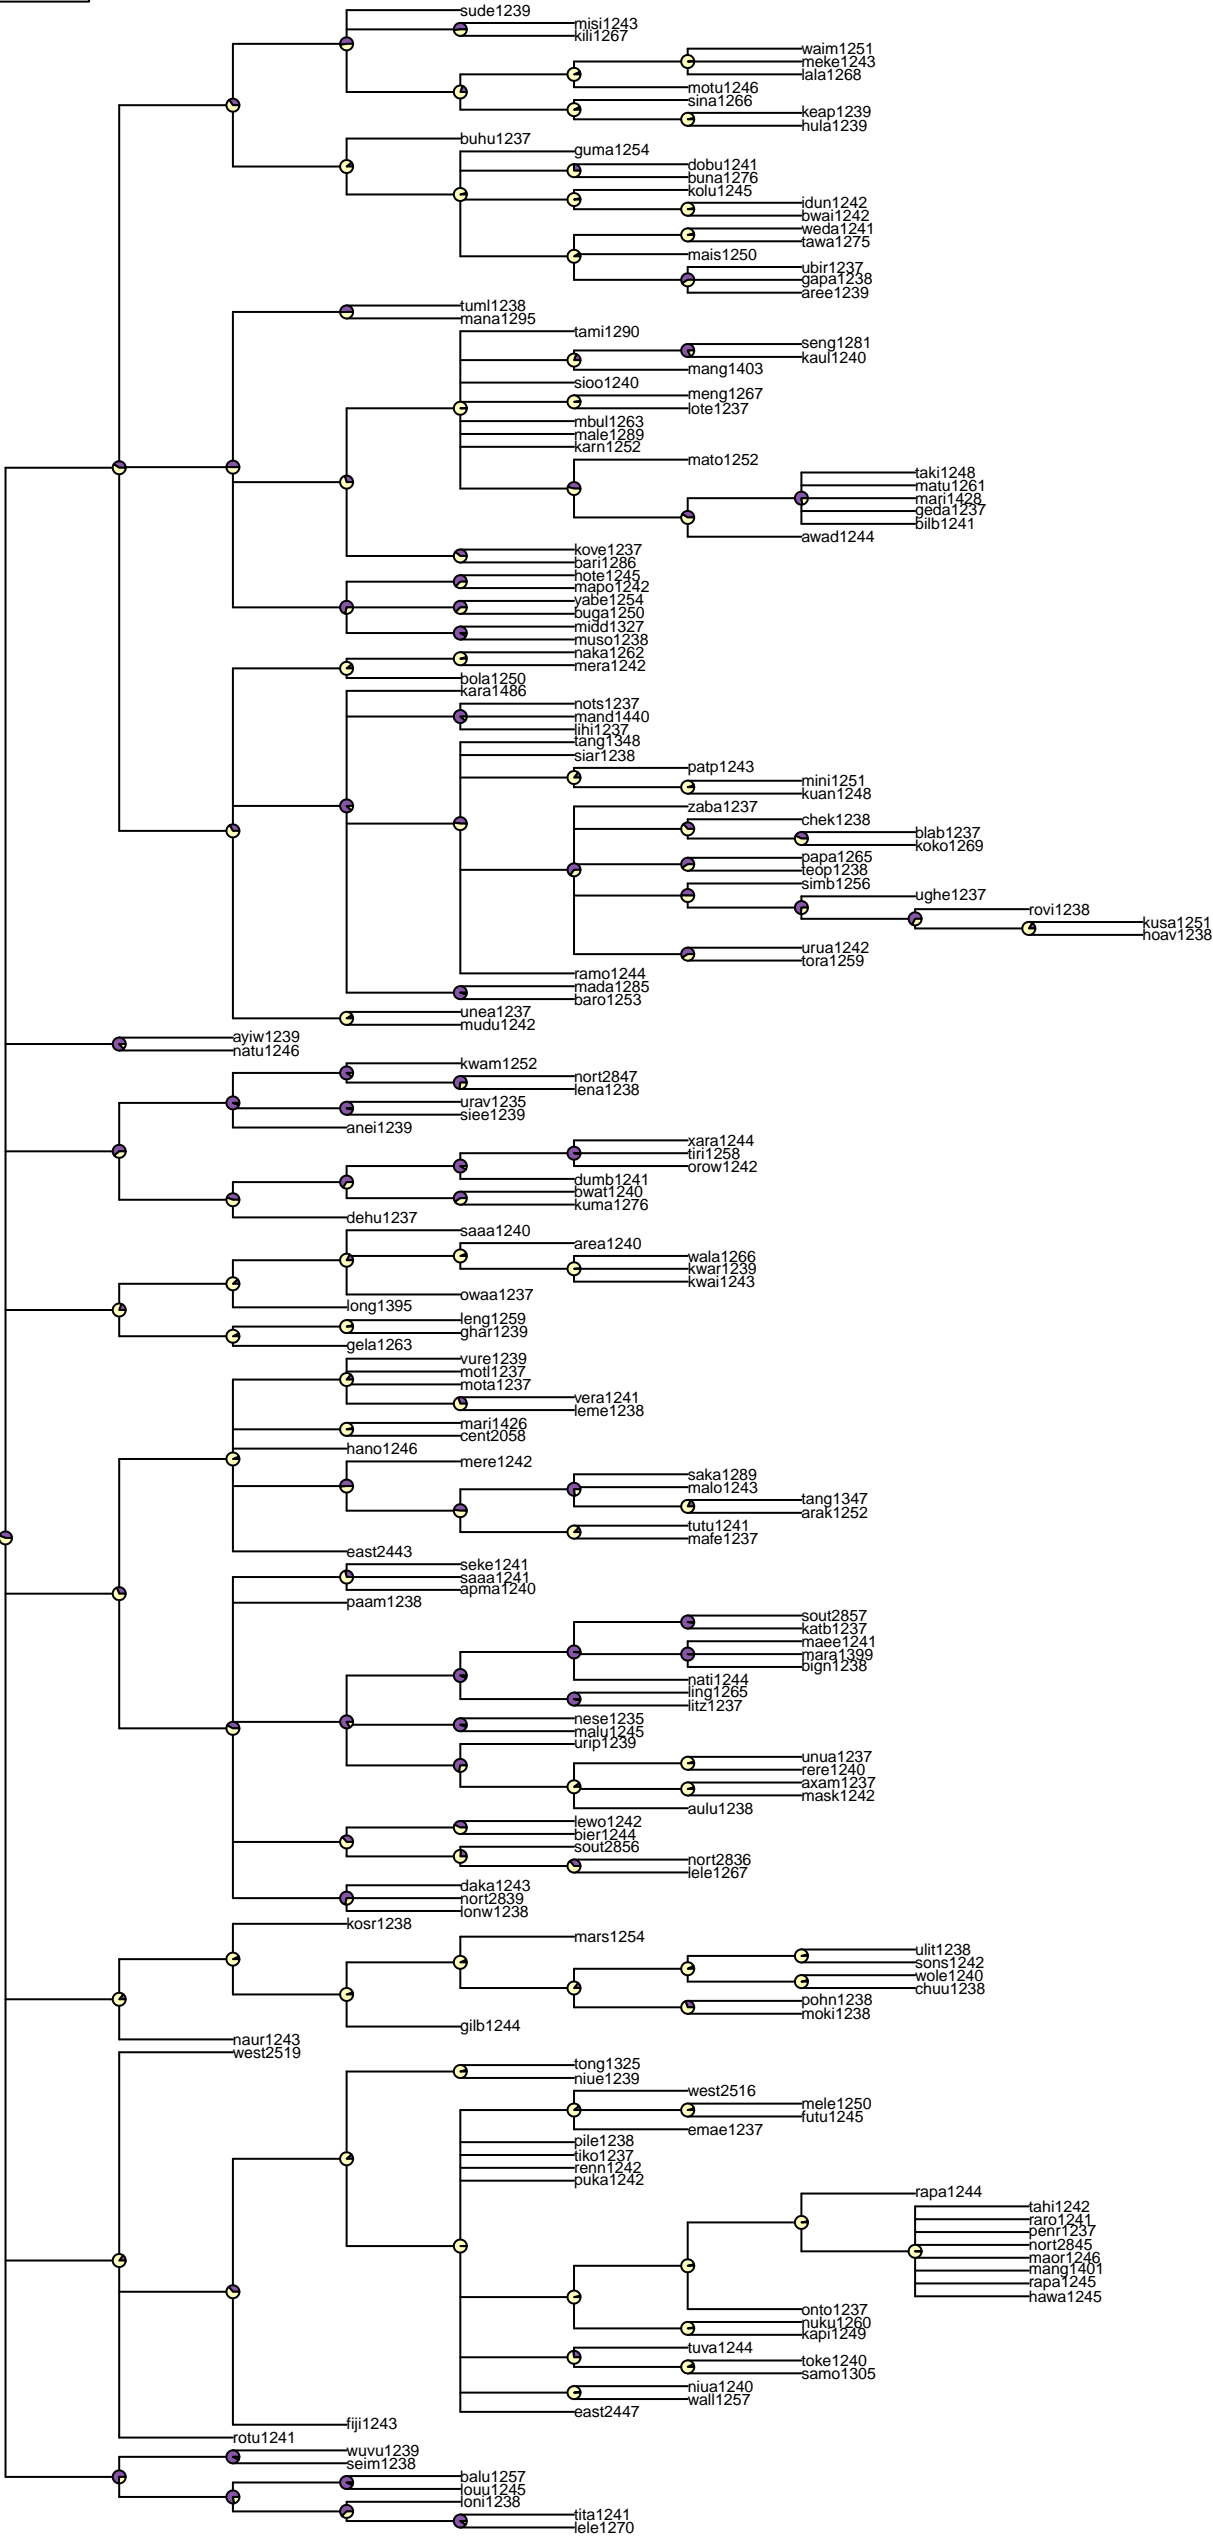 sude1239
misi1243
kili1267
waim1251
meke1243
lala1268
motu1246
sina1266
keap1239
hula1239
buhu1237
guma1254
dobu1241
buna1276
kolu1245
idun1242
bwai1242
weda1241
tawa1275
mais1250
ubir1237
gapa1238
aree1239
tuml1238
mana1295
tami1290
seng1281
kaul1240
mang1403
sioo1240
meng1267
lote1237
mbul1263
male1289
karn1252
mato1252
taki1248
matu1261
mari1428
geda1237
bilb1241
awad1244
kove1237
bari1286
hote1245
mapo1242
yabe1254
buga1250
midd1327
muso1238
naka1262
mera1242
bola1250
kara1486
nots1237
mand1440
lihi1237
tang1348
siar1238
patp1243
mini1251
kuan1248
zaba1237
chek1238
blab1237
koko1269
papa1265
teop1238
simb1256
ughe1237
rovi1238
kusa1251
hoav1238
urua1242
tora1259
ramo1244
mada1285
baro1253
unea1237
mudu1242
ayiw1239
natu1246
kwam1252
nort2847
lena1238
urav1235
siee1239
anei1239
xara1244
tiri1258
orow1242
dumb1241
bwat1240
kuma1276
dehu1237
saaa1240
area1240
wala1266
kwar1239
kwai1243
owaa1237
long1395
leng1259
ghar1239
gela1263
vure1239
motl1237
mota1237
vera1241
leme1238
mari1426
cent2058
hano1246
mere1242
saka1289
malo1243
tang1347
arak1252
tutu1241
mafe1237
east2443
seke1241
saaa1241
apma1240
paam1238
sout2857
katb1237
maee1241
mara1399
bign1238
nati1244
ling1265
litz1237
nese1235
malu1245
urip1239
unua1237
rere1240
axam1237
mask1242
aulu1238
lewo1242
bier1244
sout2856
nort2836
lele1267
daka1243
nort2839
lonw1238
kosr1238
mars1254
ulit1238
sons1242
wole1240
chuu1238
pohn1238
moki1238
gilb1244
naur1243
west2519
tong1325
niue1239
west2516
mele1250
futu1245
emae1237
pile1238
tiko1237
renn1242
puka1242
rapa1244
tahi1242
raro1241
penr1237
nort2845
maor1246
mang1401
rapa1245
hawa1245
onto1237
nuku1260
kapi1249
tuva1244
toke1240
samo1305
niua1240
wall1257
east2447
fiji1243
rotu1241
wuvu1239
seim1238
balu1257
louu1245
loni1238
tita1241
lele1270